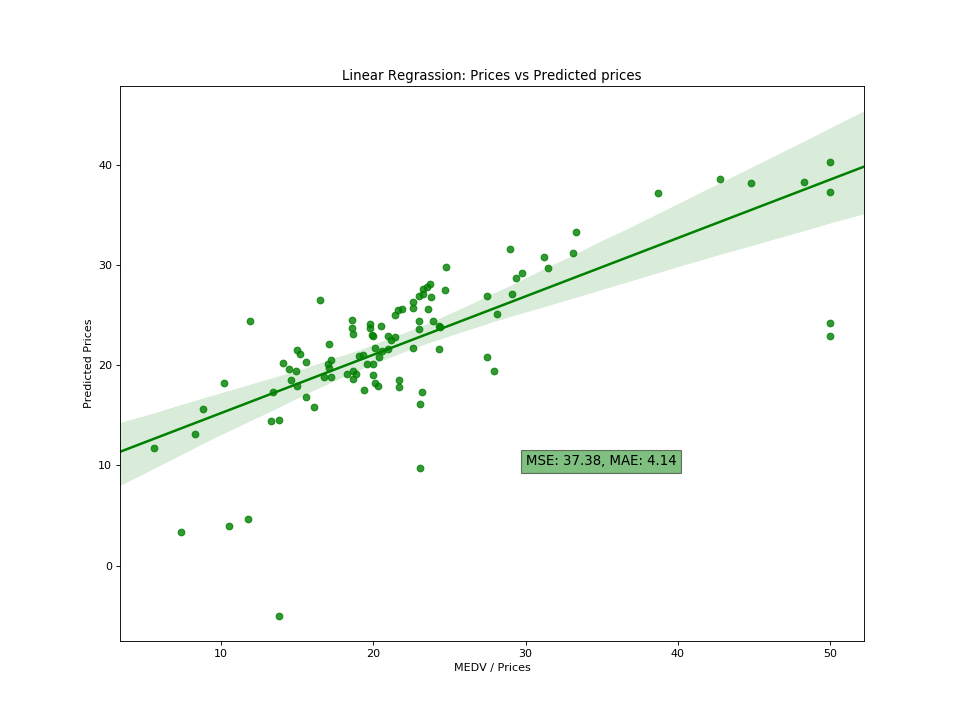 Linear Regrassion: Prices vs Predicted prices
40
30
20
10
0
Predicted Prices
MSE: 37.38, MAE: 4.14
10
20
30
40
50
MEDV / Prices